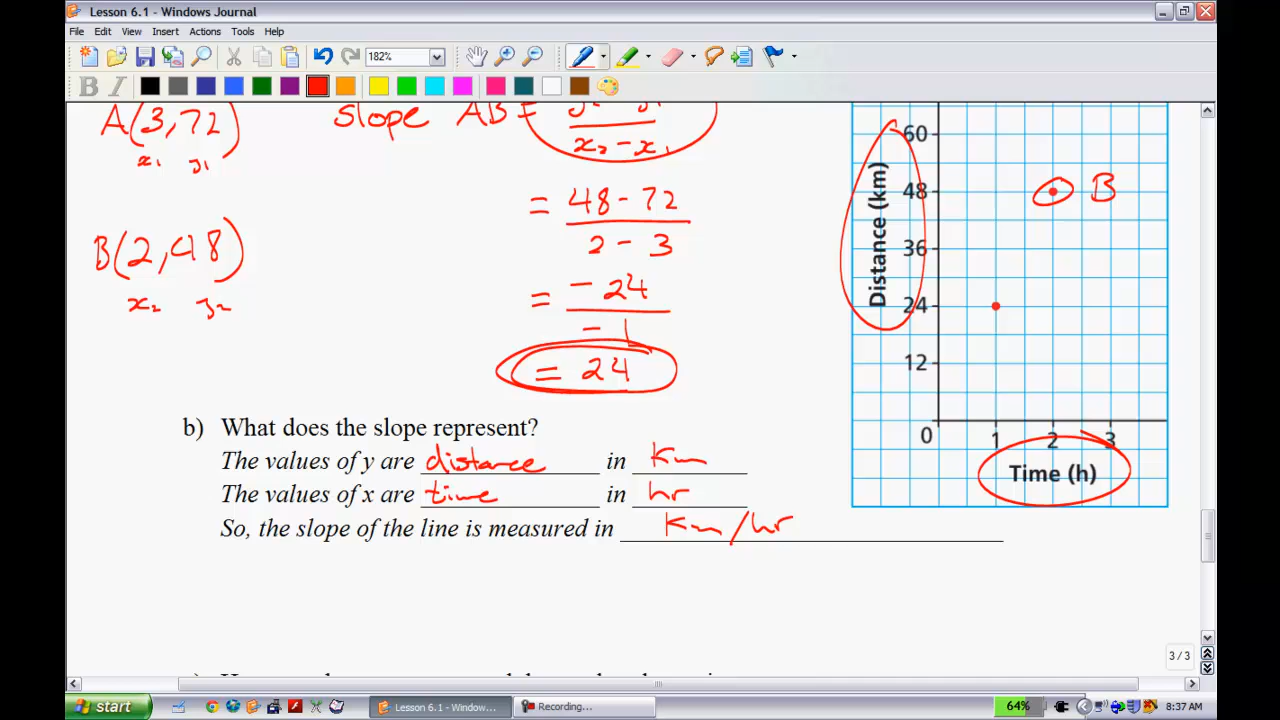 Lesson 6.1 - Windows Journal
File Edit View Insert Actions Tools Help
182%
B I
A(3,72)
x1 y1
Slope AB =
x2 - x1
= 48 - 72
2 - 3
B(2,48)
x2 y2
= -24
-1
= 24
60
48
36
24
12
0
1 2 3
B
Distance (km)
Time (h)
b) What does the slope represent?
The values of y are distance in km
The values of x are time in hr
So, the slope of the line is measured in km/hr
3/3
start
Lesson 6.1 - Window...
Recording...
64%
8:37 AM